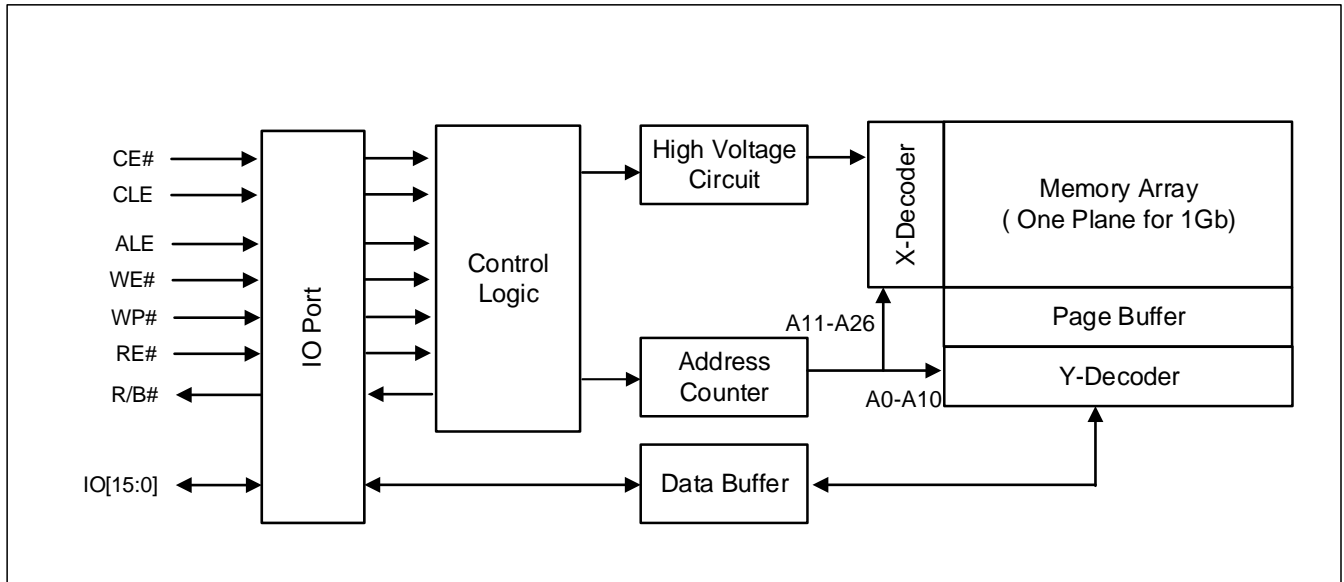 CE#
CLE
ALE
WE#
WP#
RE#
R/B#
IO[15:0]
IO Port
Control
Logic
High Voltage
Circuit
Address
Counter
Data Buffer
A11-A26
A0-A10
X-Decoder
Memory Array
( One Plane for 1Gb)
Page Buffer
Y-Decoder